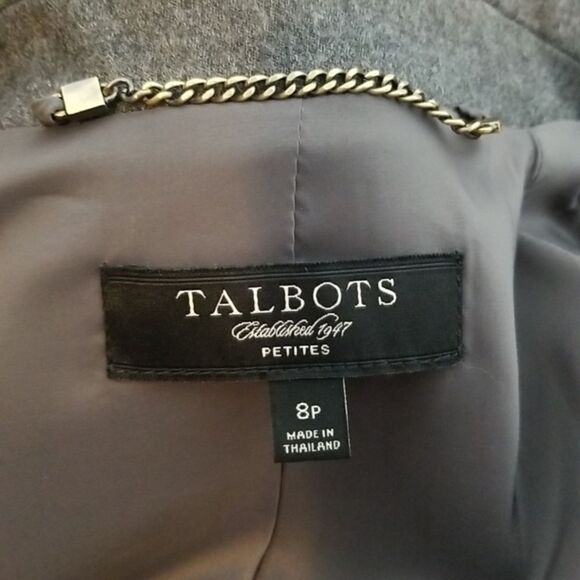 TALBOTS
Established 1947
PETITES
8P
MADE IN
THAILAND